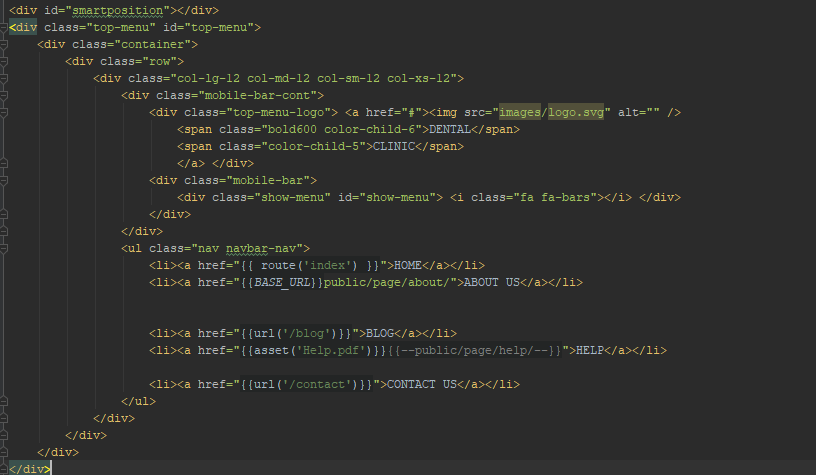 <div id="smartposition"></div>
<div class="top-menu" id="top-menu">
    <div class="container">
        <div class="row">
            <div class="col-lg-12 col-md-12 col-sm-12 col-xs-12">
                <div class="mobile-bar-cont">
                    <div class="top-menu-logo"> <a href="#"><img src="images/logo.svg" alt="" />
                        <span class="bold600 color-child-6">DENTAL</span>
                        <span class="color-child-5">CLINIC</span>
                        </a> </div>
                    <div class="mobile-bar">
                        <div class="show-menu" id="show-menu"> <i class="fa fa-bars"></i> </div>
                    </div>
                </div>
                <ul class="nav navbar-nav">
                    <li><a href="{{ route('index') }}">HOME</a></li>
                    <li><a href="{{BASE_URL}}public/page/about/">ABOUT US</a></li>
                    <li><a href="{{url('/blog')}}">BLOG</a></li>
                    <li><a href="{{asset('Help.pdf')}}{{--public/page/help/--}}">HELP</a></li>
                    <li><a href="{{url('/contact')}}">CONTACT US</a></li>
                </ul>
            </div>
        </div>
    </div>
</div>